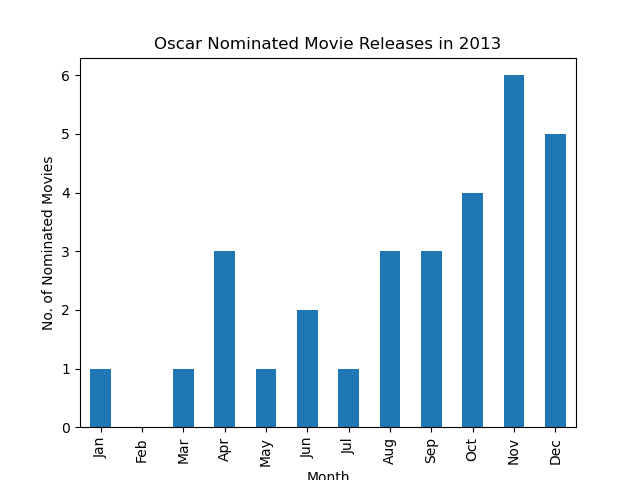 Oscar Nominated Movie Releases in 2013
No. of Nominated Movies
6
5
4
3
2
1
0
Jan
Feb
Mar
Apr
May
Jun
Jul
Aug
Sep
Oct
Nov
Dec
Month